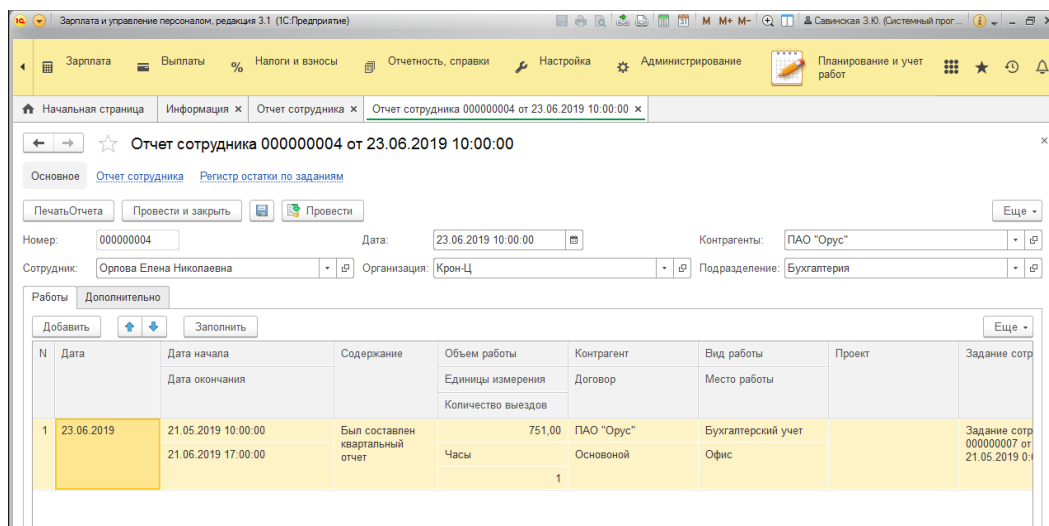 1С Зарплата и управление персоналом, редакция 3.1 (1С:Предприятие) M M+ M- Савинская З.Ю. (Системный прог...
Зарплата Выплаты % Налоги и взносы Отчетность, справки Настройка Администрирование Планирование и учет работ
Начальная страница Информация × Отчет сотрудника × Отчет сотрудника 000000004 от 23.06.2019 10:00:00 ×
Отчет сотрудника 000000004 от 23.06.2019 10:00:00 ×
Основное Отчет сотрудника Регистр остатки по заданиям
ПечатьОтчета Провести и закрыть Провести Еще
Номер: 000000004 Дата: 23.06.2019 10:00:00 Контрагенты: ПАО "Орус"
Сотрудник: Орлова Елена Николаевна Организация: Крон-Ц Подразделение: Бухгалтерия
Работы Дополнительно
Добавить Заполнить Еще
N Дата Дата начала Содержание Объем работы Контрагент Вид работы Проект Задание сотр
Дата окончания Единицы измерения Договор Место работы
Количество выездов
1 23.06.2019 21.05.2019 10:00:00 Был составлен 751,00 ПАО "Орус" Бухгалтерский учет Задание сотр
квартальный 000000007 от
21.06.2019 17:00:00 отчет Часы Основоной Офис 21.05.2019 0:
1